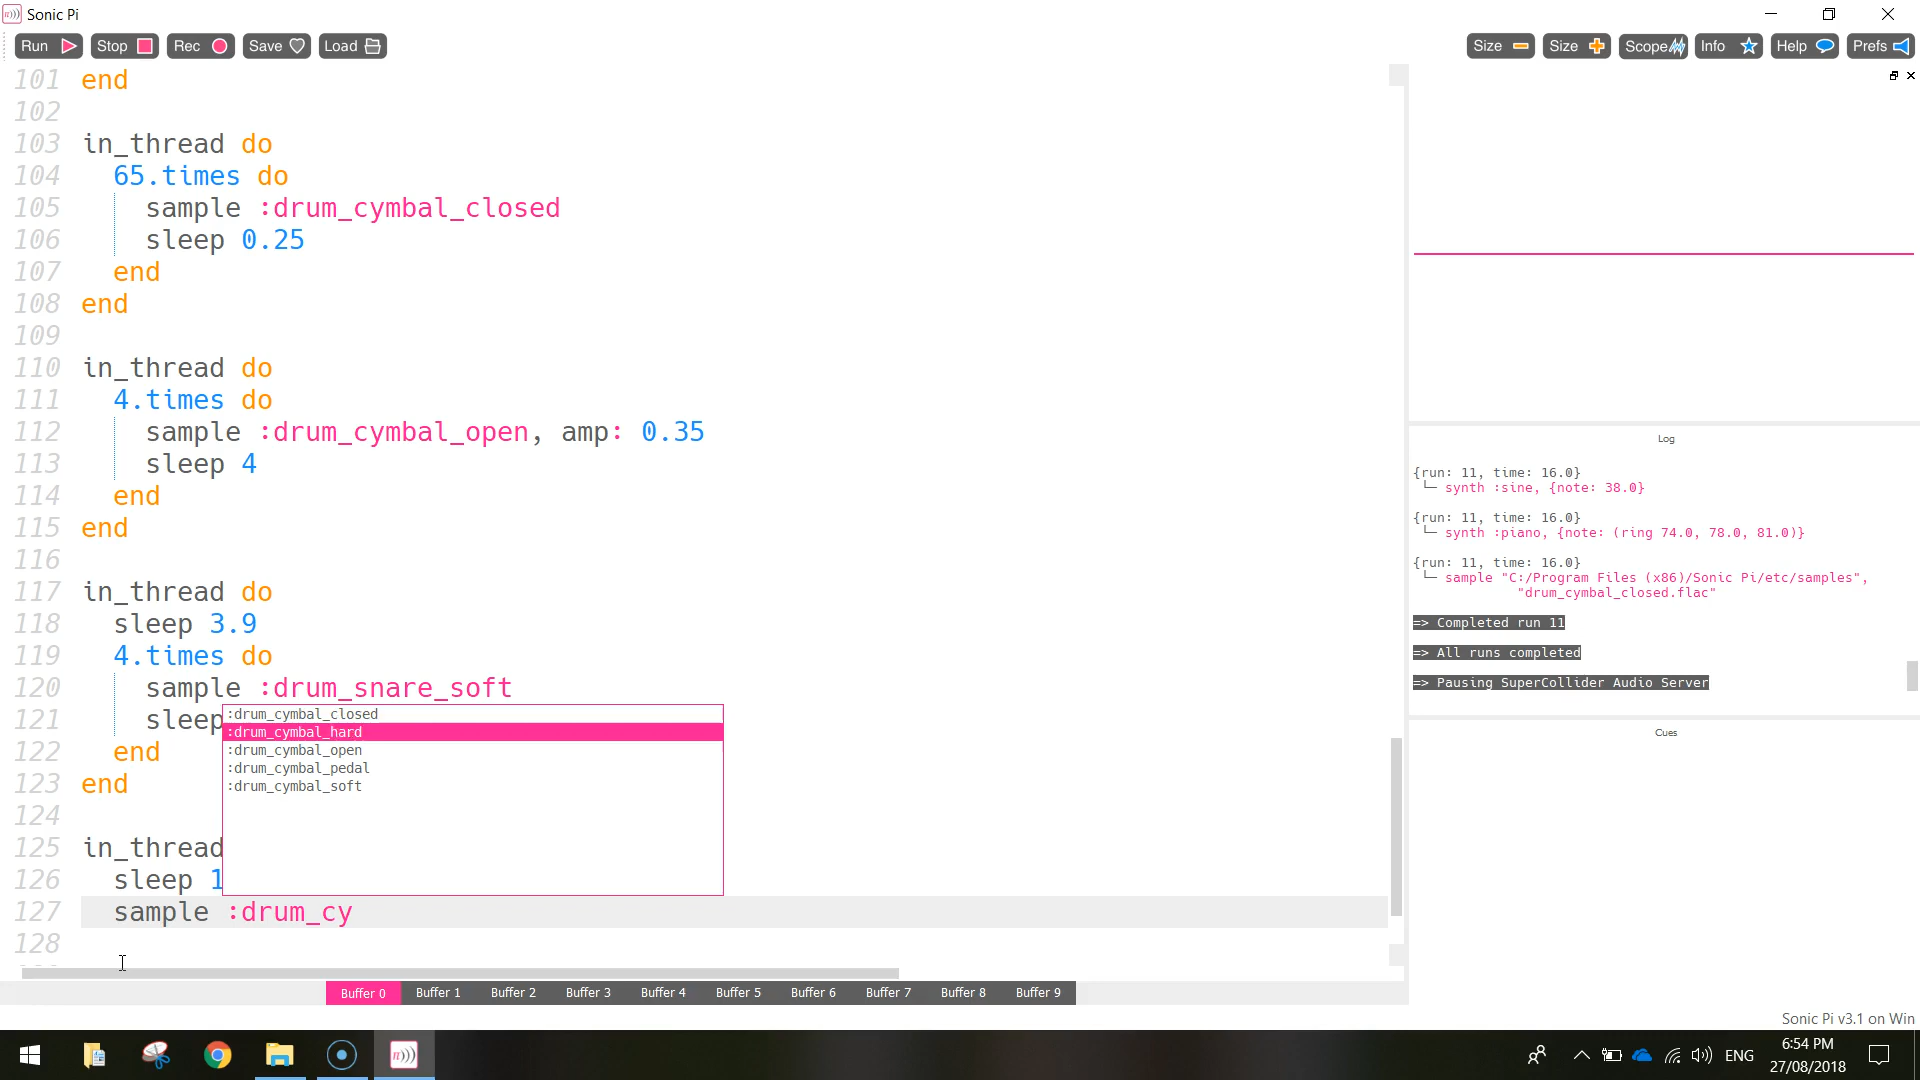 Sonic Pi
Run
Stop
Rec
Save
Load
Size
Size
Scope
Info
Help
Prefs
101 end
102
103 in_thread do
104 65.times do
105 sample :drum_cymbal_closed
106 sleep 0.25
107 end
108 end
109
110 in_thread do
111 4.times do
112 sample :drum_cymbal_open, amp: 0.35
113 sleep 4
114 end
115 end
116
117 in_thread do
118 sleep 3.9
119 4.times do
120 sample :drum_snare_soft
121 sleep
122 end
123 end
124
125 in_thread
126 sleep 1
127 sample :drum_cy
128
:drum_cymbal_closed
:drum_cymbal_hard
:drum_cymbal_open
:drum_cymbal_pedal
:drum_cymbal_soft
Log
{run: 11, time: 16.0}
└─ synth :sine, {note: 38.0}
{run: 11, time: 16.0}
└─ synth :piano, {note: (ring 74.0, 78.0, 81.0)}
{run: 11, time: 16.0}
└─ sample "C:/Program Files (x86)/Sonic Pi/etc/samples",
"drum_cymbal_closed.flac"
=> Completed run 11
=> All runs completed
=> Pausing SuperCollider Audio Server
Cues
Buffer 0
Buffer 1
Buffer 2
Buffer 3
Buffer 4
Buffer 5
Buffer 6
Buffer 7
Buffer 8
Buffer 9
Sonic Pi v3.1 on Win
ENG
6:54 PM
27/08/2018